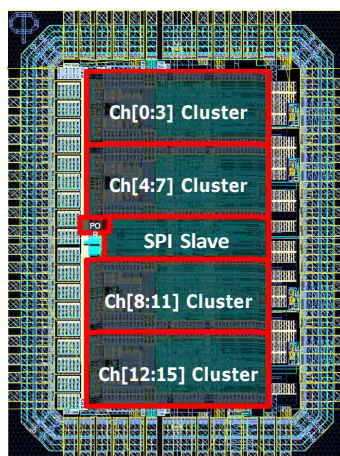 Ch[0:3] Cluster
Ch[4:7] Cluster
PO
SPI Slave
Ch[8:11] Cluster
Ch[12:15] Cluster